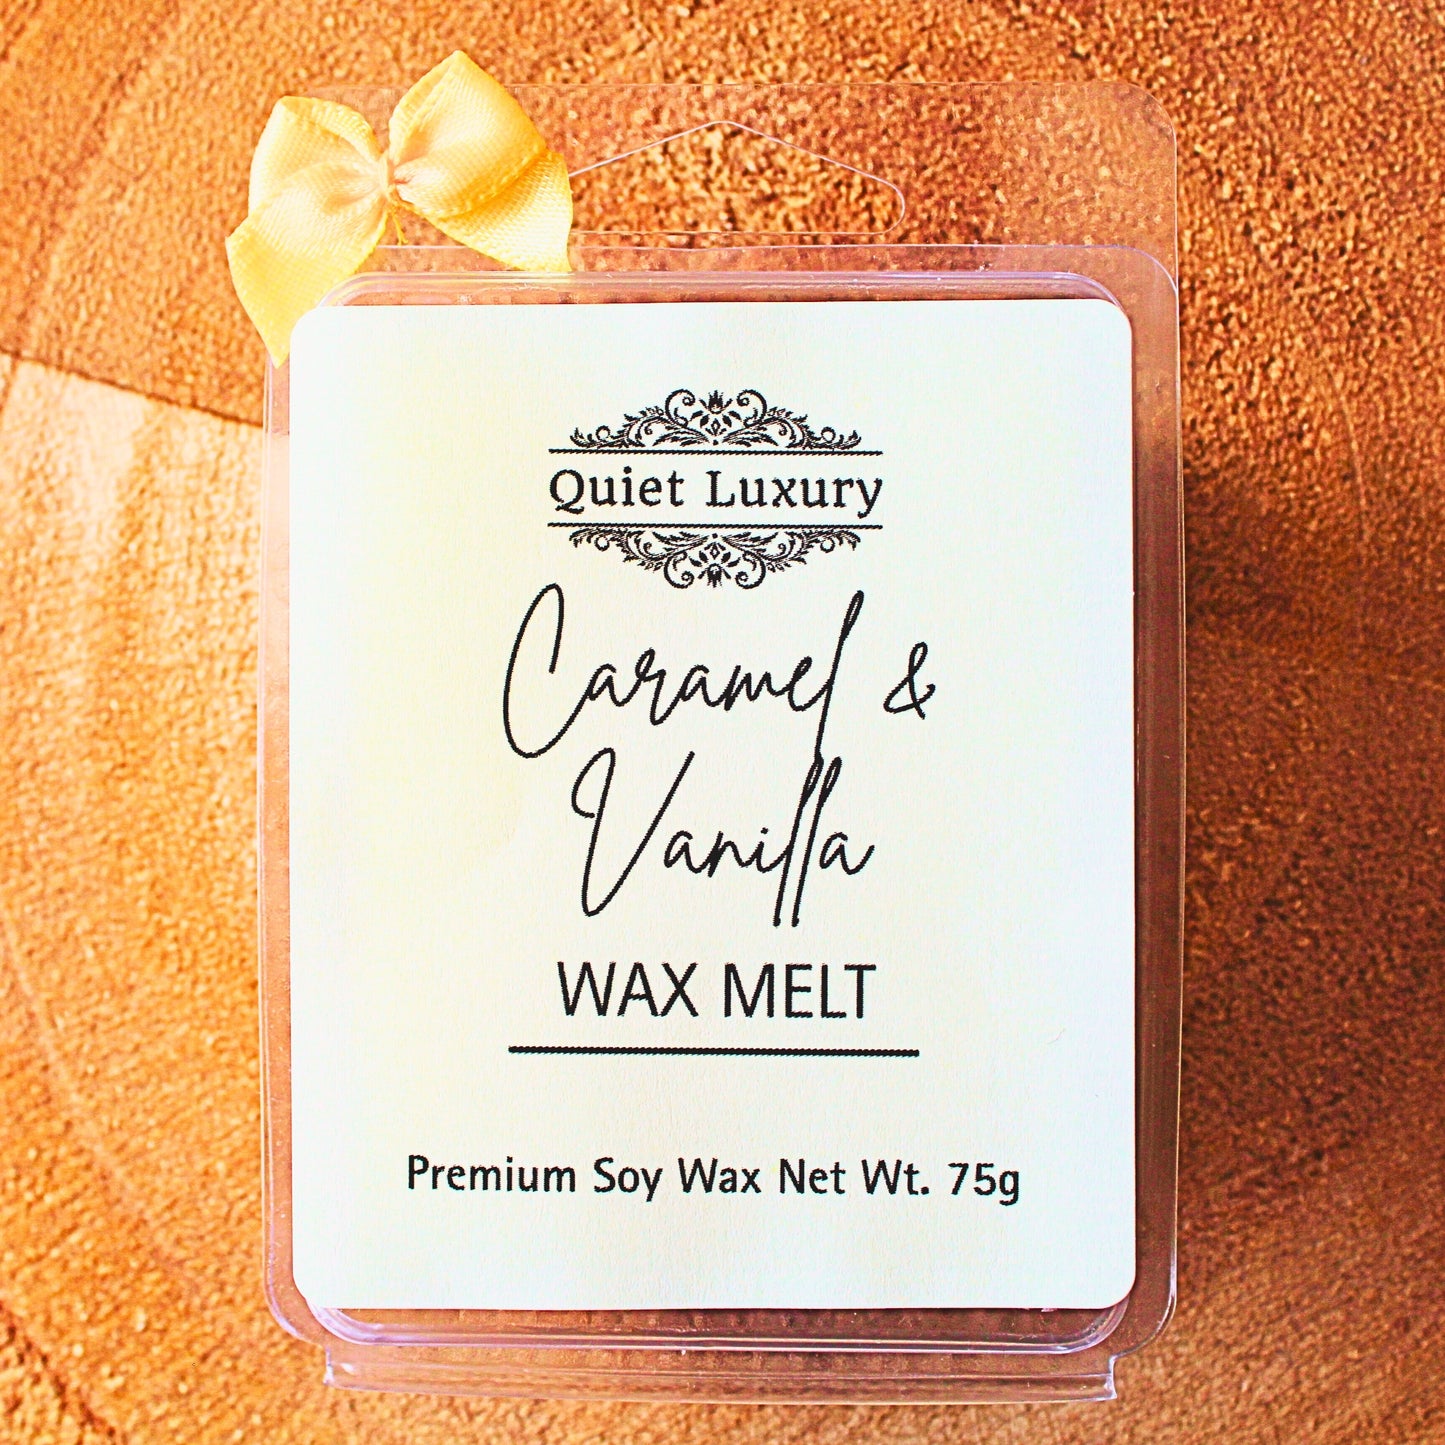 Quiet Luxury
Caramel &
Vanilla
WAX MELT
Premium Soy Wax Net Wt. 75g